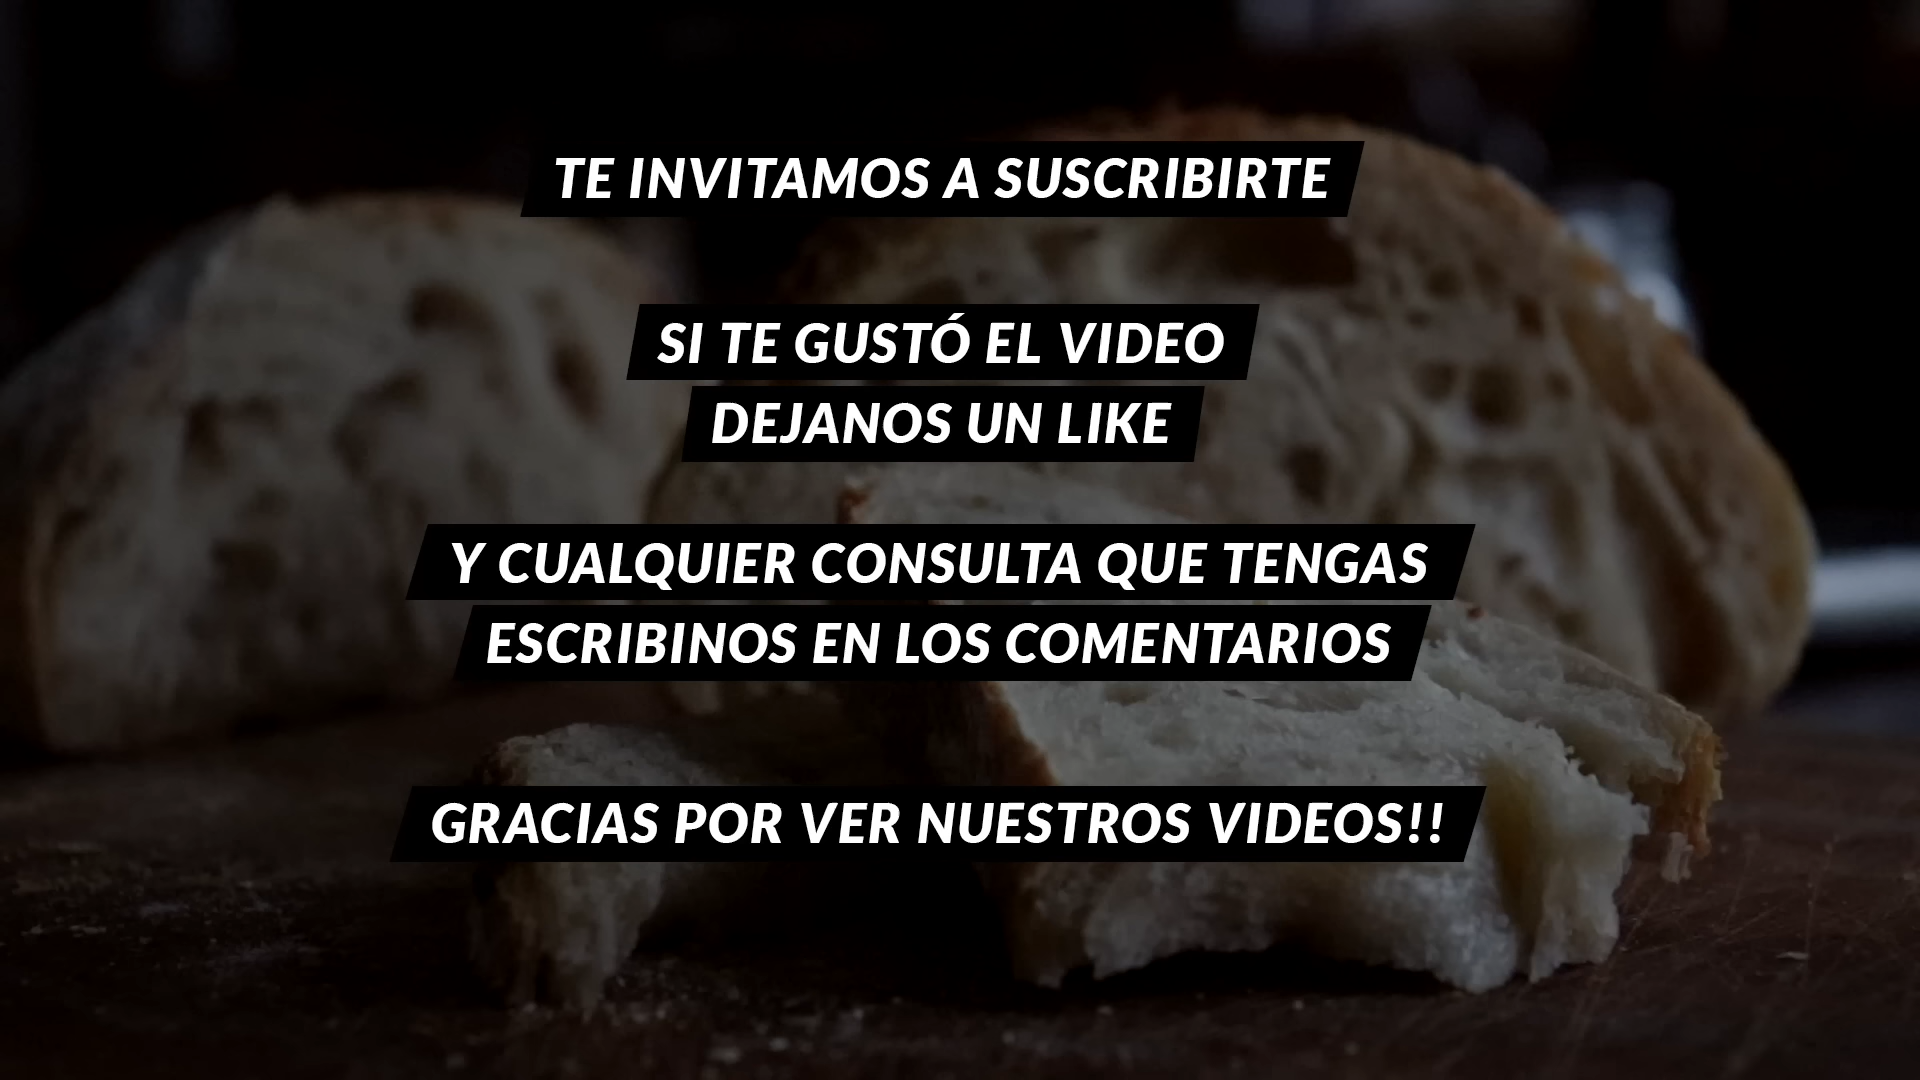 TE INVITAMOS A SUSCRIBIRTE
SI TE GUSTÓ EL VIDEO
DEJANOS UN LIKE
Y CUALQUIER CONSULTA QUE TENGAS
ESCRIBINOS EN LOS COMENTARIOS
GRACIAS POR VER NUESTROS VIDEOS!!